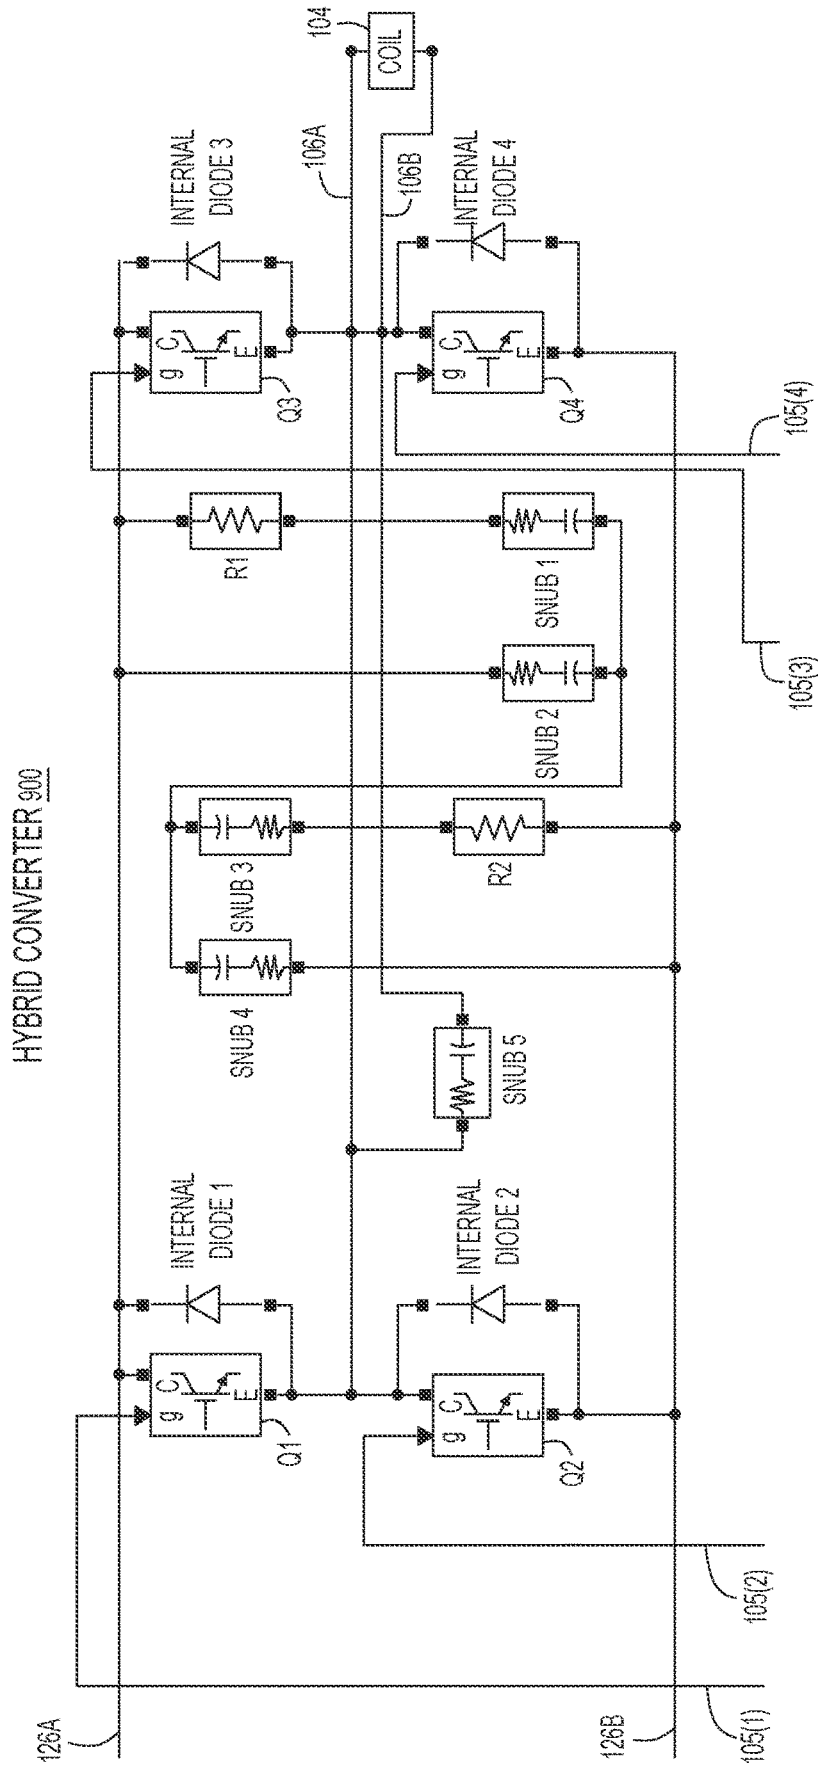 HYBRID CONVERTER 900
126A
105(1)
Q1
g
C
E
INTERNAL
DIODE 1
126B
105(2)
Q2
g
C
E
INTERNAL
DIODE 2
SNUB 5
SNUB 4
SNUB 3
R2
SNUB 2
SNUB 1
R1
105(3)
105(4)
Q3
g
C
E
INTERNAL
DIODE 3
Q4
g
C
E
INTERNAL
DIODE 4
106A
106B
104
COIL